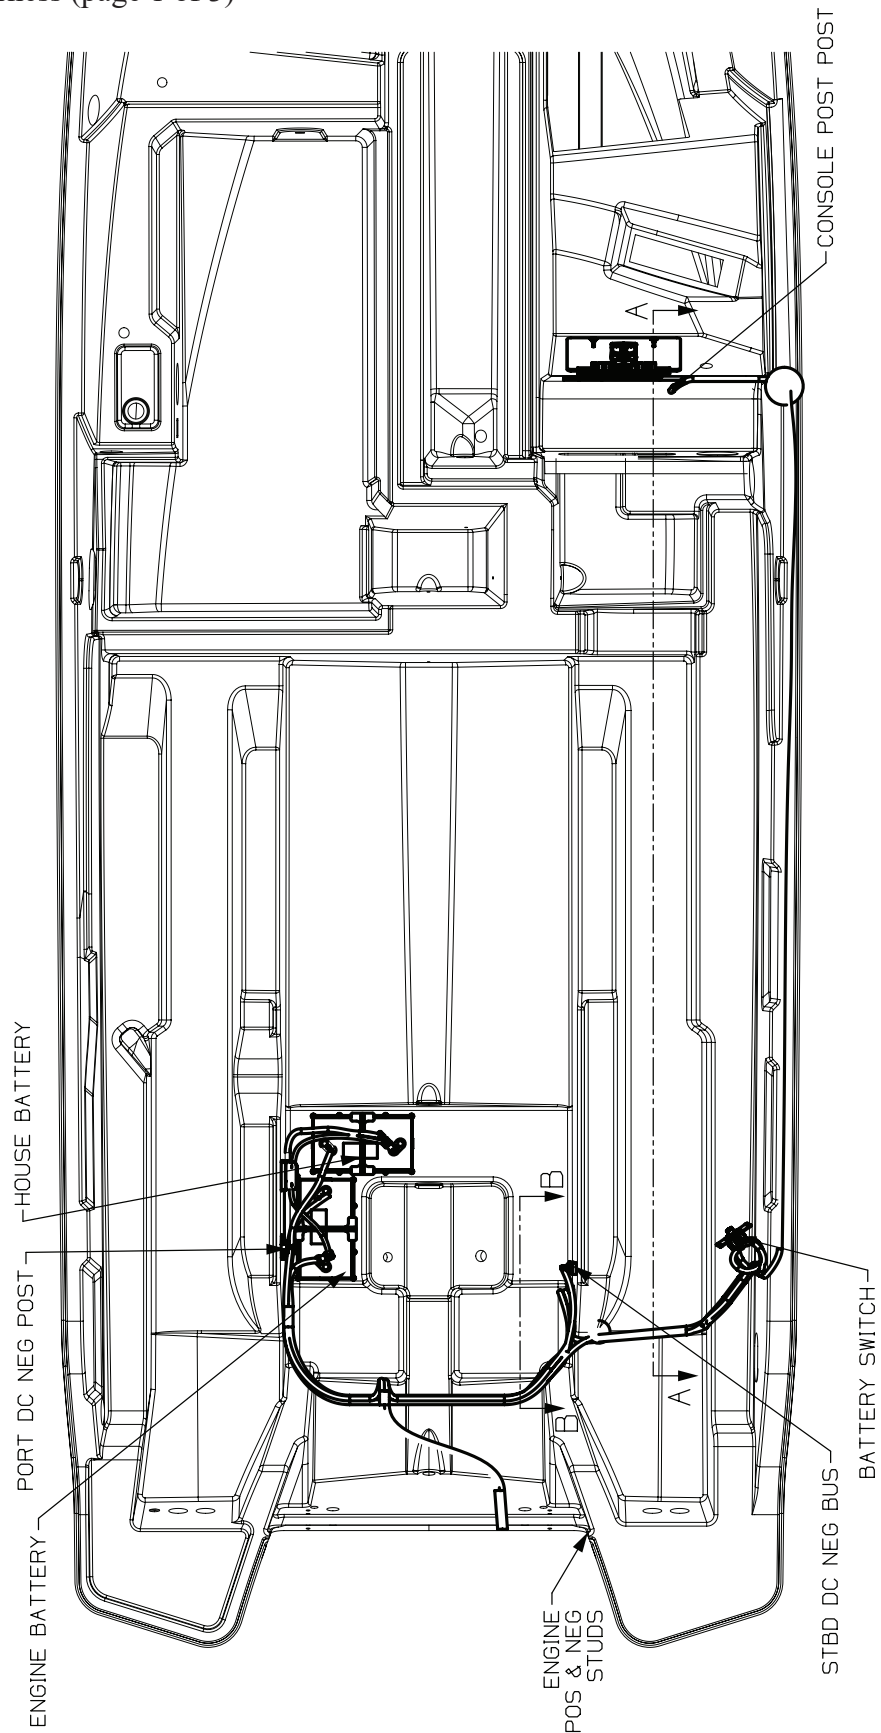 (page 1 of 3)
CONSOLE POST POST
A
HOUSE BATTERY
PORT DC NEG POST
ENGINE BATTERY
B
B
A
BATTERY SWITCH
STBD DC NEG BUS
ENGINE
POS & NEG
STUDS